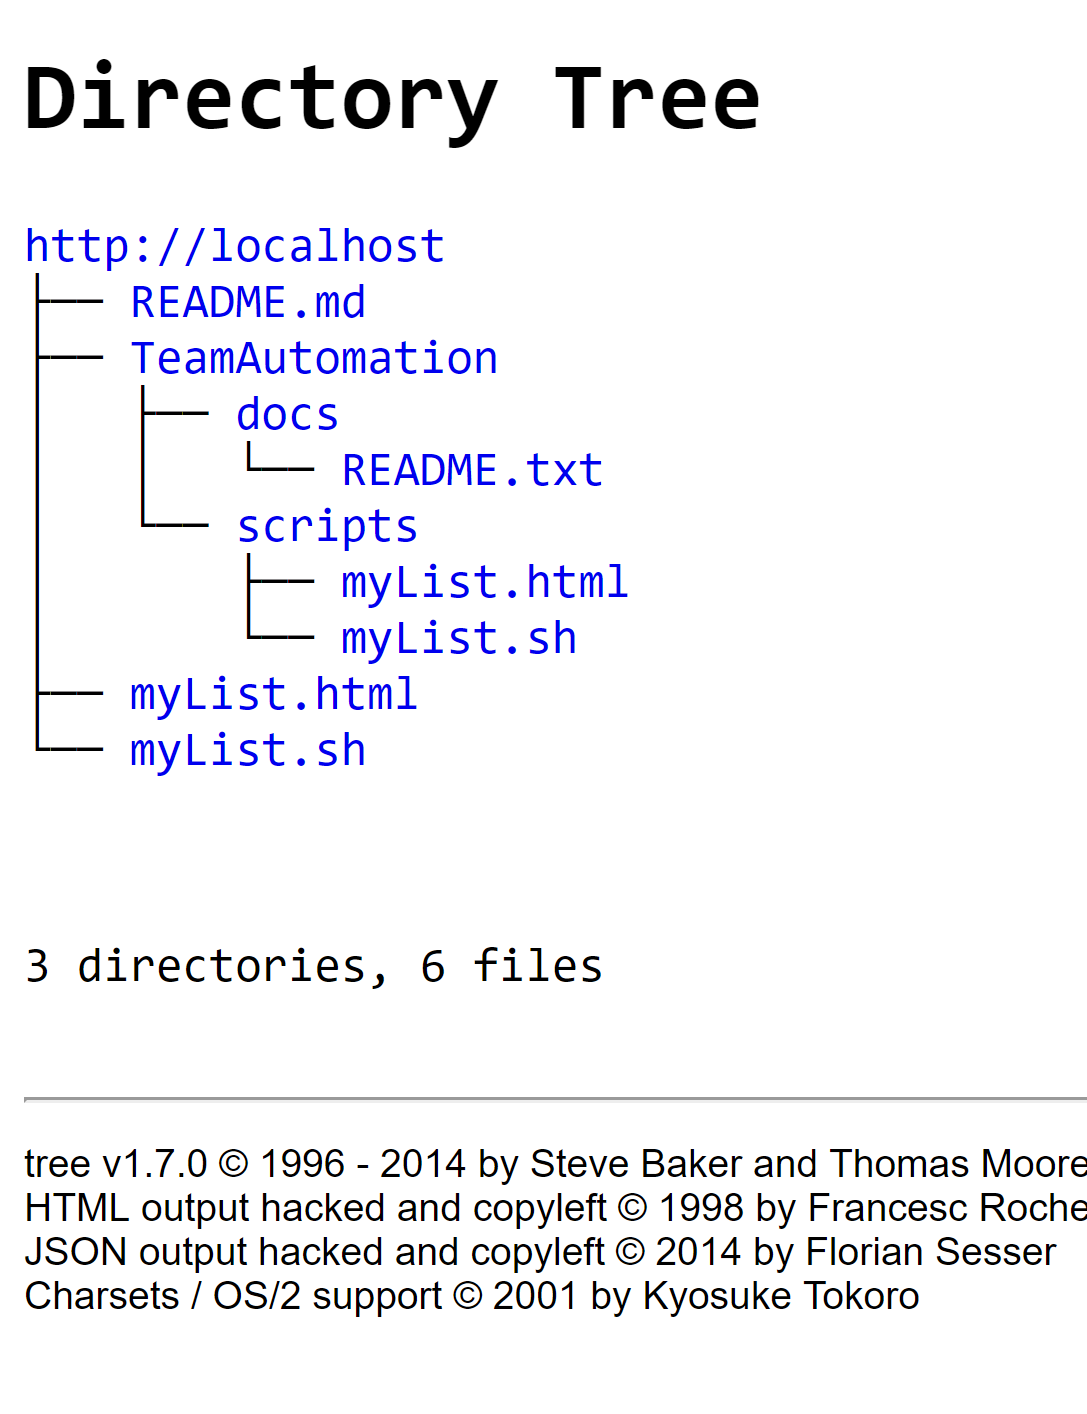 Directory Tree
http://localhost
├── README.md
├── TeamAutomation
│   ├── docs
│   │   └── README.txt
│   └── scripts
│       ├── myList.html
│       └── myList.sh
├── myList.html
└── myList.sh
3 directories, 6 files
tree v1.7.0 © 1996 - 2014 by Steve Baker and Thomas Moore
HTML output hacked and copyleft © 1998 by Francesc Roche
JSON output hacked and copyleft © 2014 by Florian Sesser
Charsets / OS/2 support © 2001 by Kyosuke Tokoro